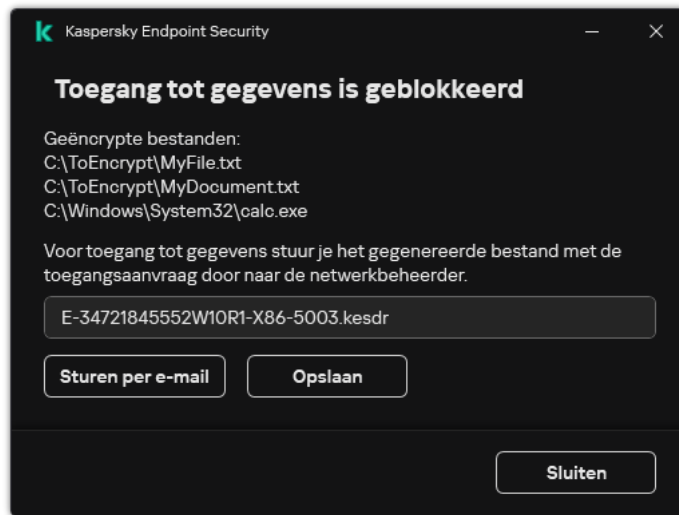 Kaspersky Endpoint Security
Toegang tot gegevens is geblokkeerd
Geëncrypte bestanden:
C:\ToEncrypt\MyFile.txt
C:\ToEncrypt\MyDocument.txt
C:\Windows\System32\calc.exe
Voor toegang tot gegevens stuur je het gegenereerde bestand met de
toegangsaanvraag door naar de netwerkbeheerder.
E-34721845552W10R1-X86-5003.kesdr
Sturen per e-mail
Opslaan
Sluiten